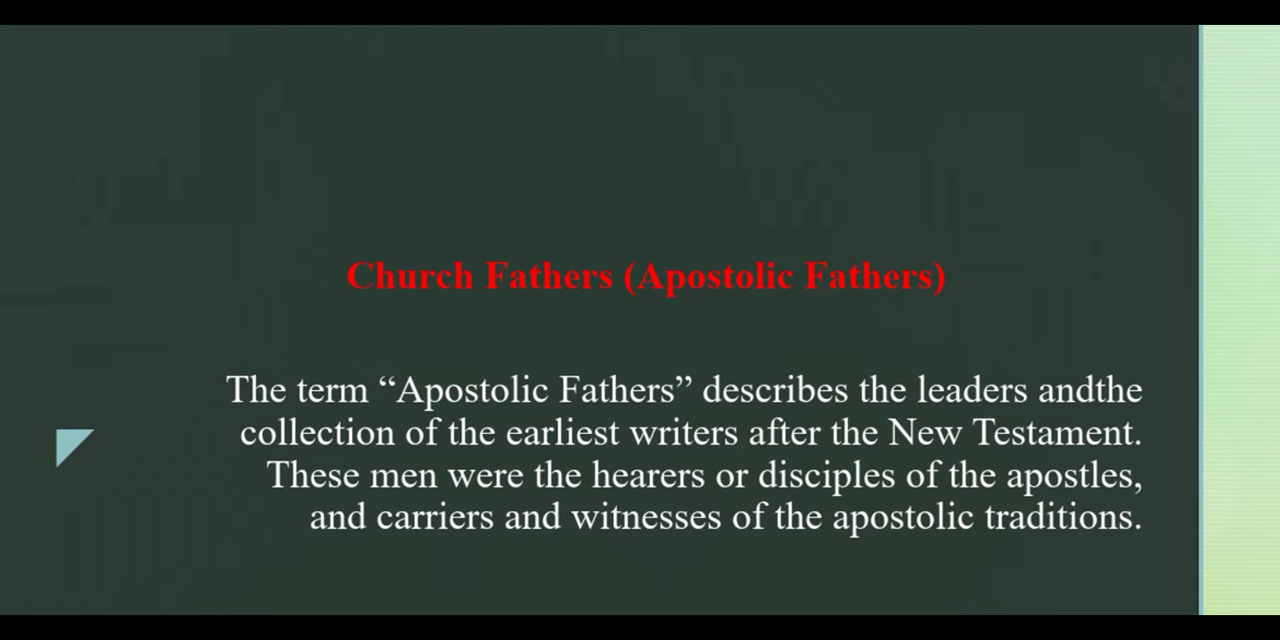 Church Fathers (Apostolic Fathers)
The term “Apostolic Fathers” describes the leaders andthe
collection of the earliest writers after the New Testament.
These men were the hearers or disciples of the apostles,
and carriers and witnesses of the apostolic traditions.